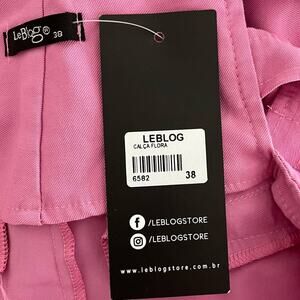 LeBlog® 38
LEBLOG
CALÇA FLORA
6582 38
/LEBLOGSTORE
/LEBLOGSTORE
www.leblogstore.com.br